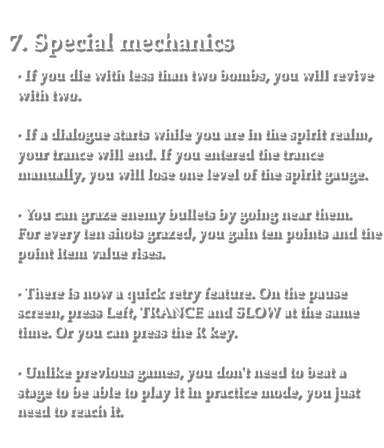 7. Special mechanics
· If you die with less than two bombs, you will revive
with two.
· If a dialogue starts while you are in the spirit realm,
your trance will end. If you entered the trance
manually, you will lose one level of the spirit gauge.
· You can graze enemy bullets by going near them.
For every ten shots grazed, you gain ten points and the
point item value rises.
· There is now a quick retry feature. On the pause
screen, press Left, TRANCE and SLOW at the same
time. Or you can press the R key.
· Unlike previous games, you don't need to beat a
stage to be able to play it in practice mode, you just
need to reach it.